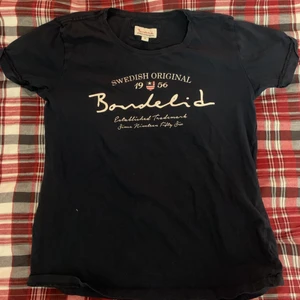 SWEDISH ORIGINAL
19 56
Bondelid
Established Trademark
Since Nineteen Fifty Six